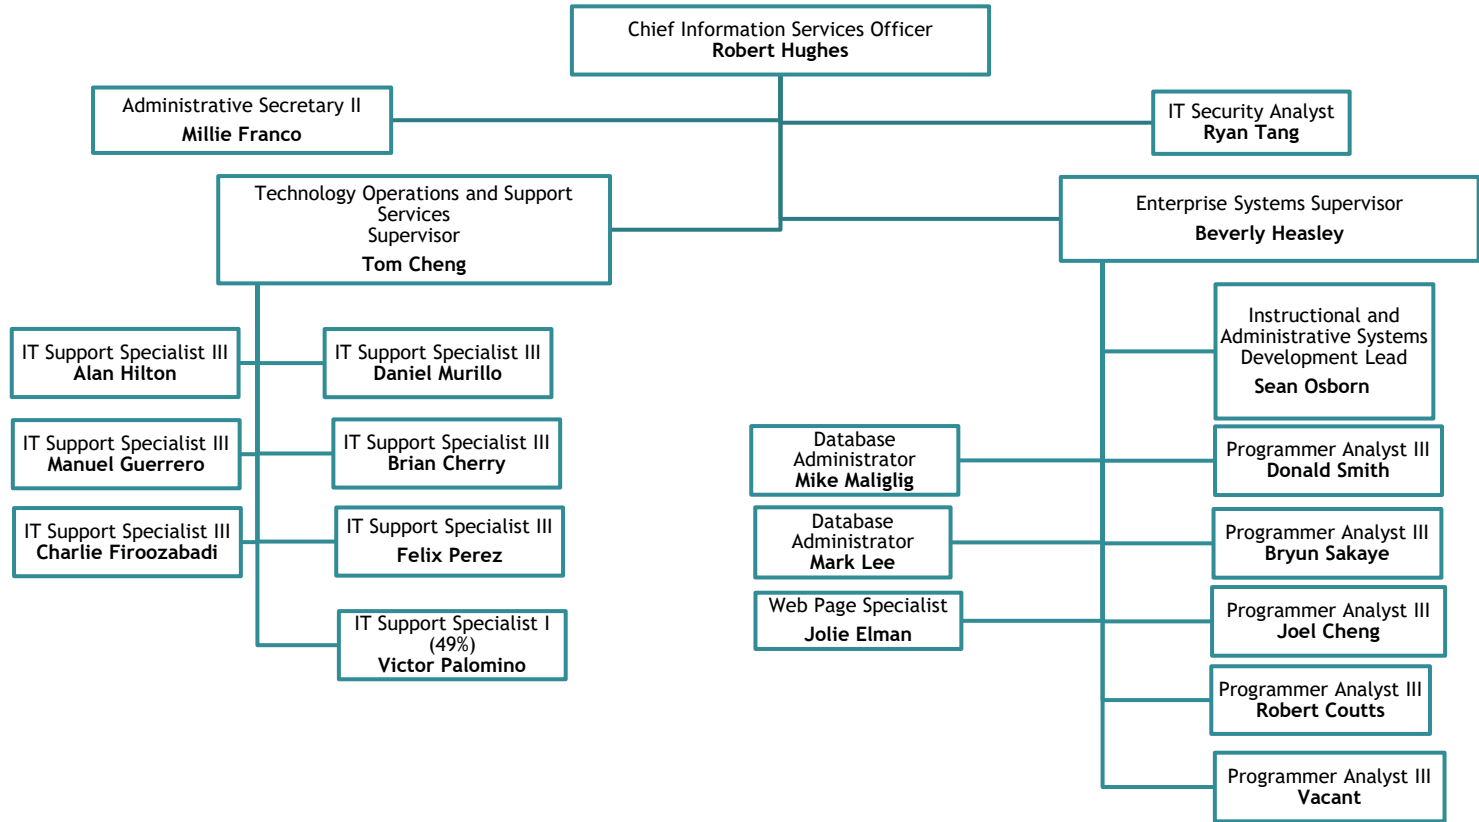 Chief Information Services Officer
Robert Hughes
Administrative Secretary II
Millie Franco
IT Security Analyst
Ryan Tang
Technology Operations and Support
Services
Supervisor
Tom Cheng
Enterprise Systems Supervisor
Beverly Heasley
IT Support Specialist III
Alan Hilton
IT Support Specialist III
Daniel Murillo
IT Support Specialist III
Manuel Guerrero
IT Support Specialist III
Brian Cherry
IT Support Specialist III
Charlie Firoozabadi
IT Support Specialist III
Felix Perez
IT Support Specialist I
(49%)
Victor Palomino
Instructional and
Administrative Systems
Development Lead
Sean Osborn
Database
Administrator
Mike Maliglig
Programmer Analyst III
Donald Smith
Database
Administrator
Mark Lee
Programmer Analyst III
Bryun Sakaye
Web Page Specialist
Jolie Elman
Programmer Analyst III
Joel Cheng
Programmer Analyst III
Robert Coutts
Programmer Analyst III
Vacant